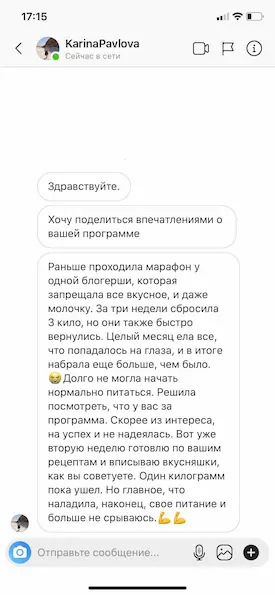 17:15
KarinaPavlova
Сейчас в сети
Здравствуйте.
Хочу поделиться впечатлениями о
вашей программе
Раньше проходила марафон у
одной блогерши, которая
запрещала все вкусное, и даже
молочку. За три недели сбросила
3 кило, но они также быстро
вернулись. Целый месяц ела все,
что попадалось на глаза, и в итоге
набрала еще больше, чем было.
😭Долго не могла начать
нормально питаться. Решила
посмотреть, что у вас за
программа. Скорее из интереса,
на успех и не надеялась. Вот уже
вторую неделю готовлю по вашим
рецептам и вписываю вкусняшки,
как вы советуете. Один килограмм
пока ушел. Но главное, что
наладила, наконец, свое питание и
больше не срываюсь.💪💪
Отправьте сообщение...